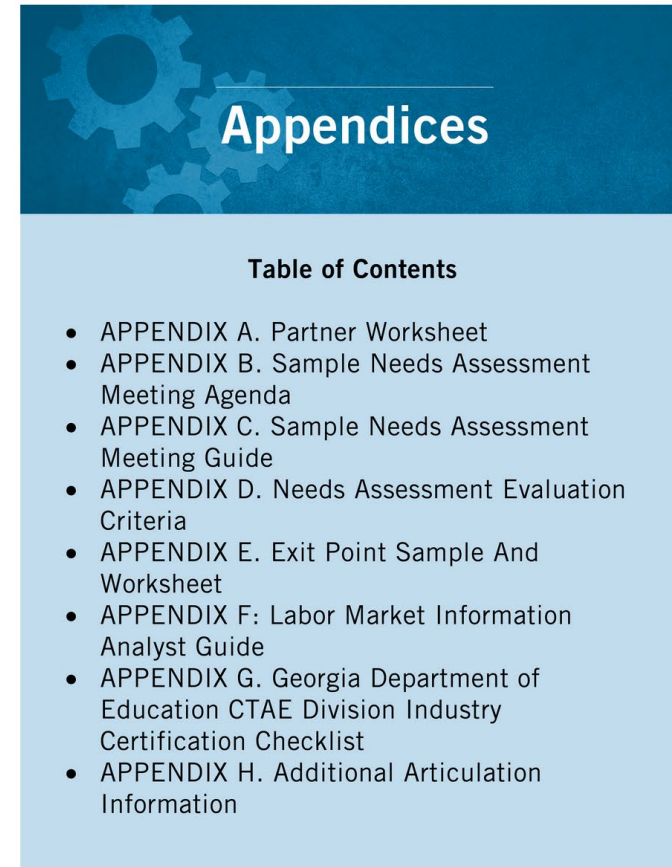 Appendices
Table of Contents
• APPENDIX A. Partner Worksheet
• APPENDIX B. Sample Needs Assessment
Meeting Agenda
• APPENDIX C. Sample Needs Assessment
Meeting Guide
• APPENDIX D. Needs Assessment Evaluation
Criteria
• APPENDIX E. Exit Point Sample And
Worksheet
• APPENDIX F: Labor Market Information
Analyst Guide
• APPENDIX G. Georgia Department of
Education CTAE Division Industry
Certification Checklist
• APPENDIX H. Additional Articulation
Information